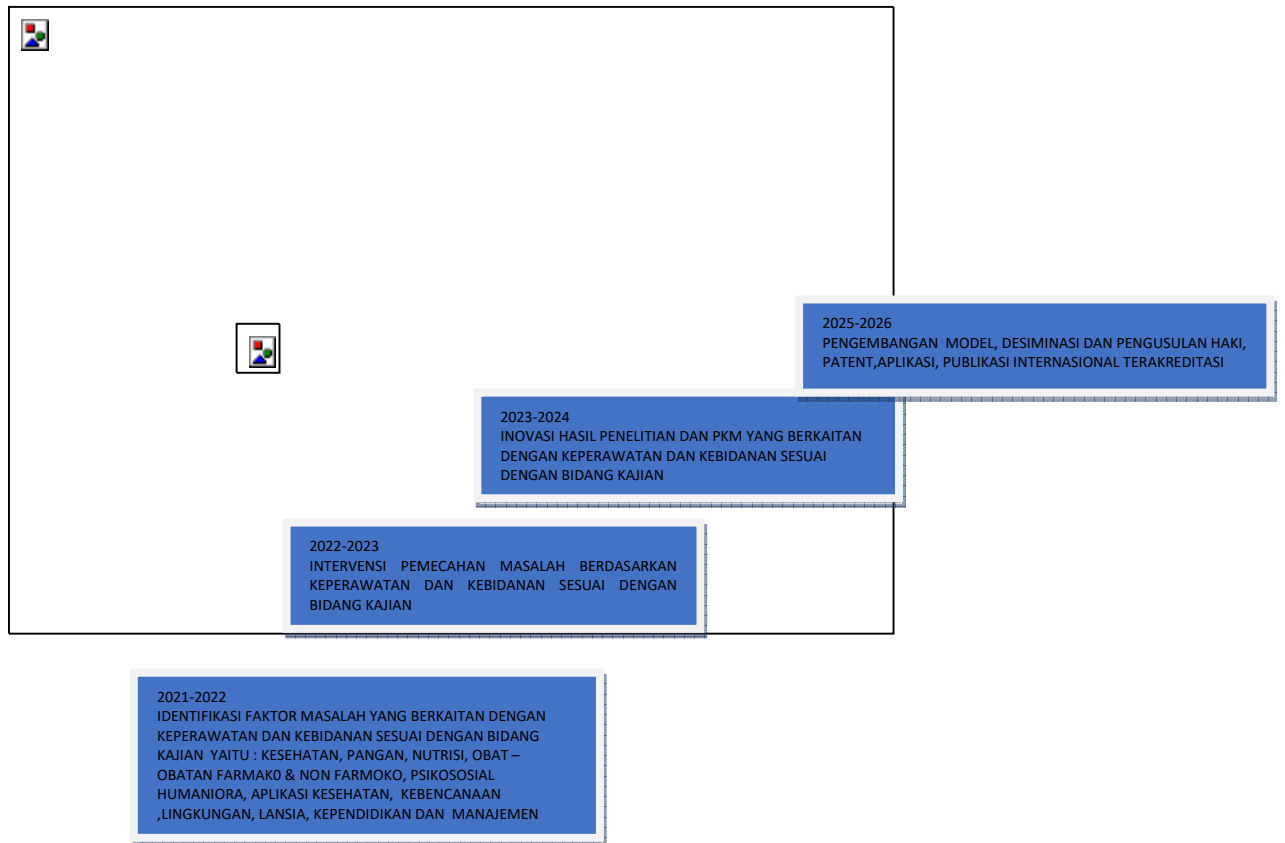 2025-2026
PENGEMBANGAN MODEL, DESIMINASI DAN PENGUSULAN HAKI,
PATENT,APLIKASI, PUBLIKASI INTERNASIONAL TERAKREDITASI
2023-2024
INOVASI HASIL PENELITIAN DAN PKM YANG BERKAITAN
DENGAN KEPERAWATAN DAN KEBIDANAN SESUAI
DENGAN BIDANG KAJIAN
2022-2023
INTERVENSI PEMECAHAN MASALAH BERDASARKAN
KEPERAWATAN DAN KEBIDANAN SESUAI DENGAN
BIDANG KAJIAN
2021-2022
IDENTIFIKASI FAKTOR MASALAH YANG BERKAITAN DENGAN
KEPERAWATAN DAN KEBIDANAN SESUAI DENGAN BIDANG
KAJIAN YAITU : KESEHATAN, PANGAN, NUTRISI, OBAT –
OBATAN FARMAK0 & NON FARMOKO, PSIKOSOSIAL
HUMANIORA, APLIKASI KESEHATAN, KEBENCANAAN
,LINGKUNGAN, LANSIA, KEPENDIDIKAN DAN MANAJEMEN